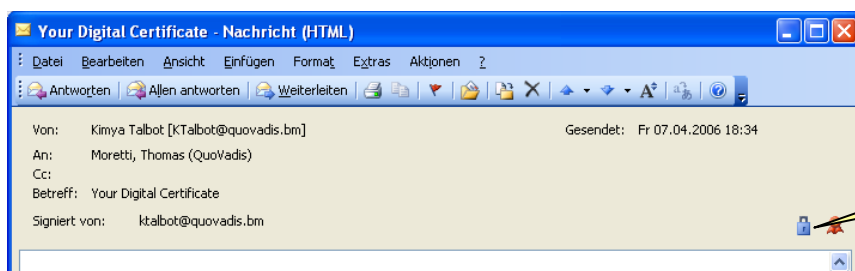 Your Digital Certificate - Nachricht (HTML)
Datei Bearbeiten Ansicht Einfügen Format Extras Aktionen ?
Antworten Allen antworten Weiterleiten
Von: Kimya Talbot [KTalbot@quovadis.bm] Gesendet: Fr 07.04.2006 18:34
An: Moretti, Thomas (QuoVadis)
Cc:
Betreff: Your Digital Certificate
Signiert von: ktalbot@quovadis.bm